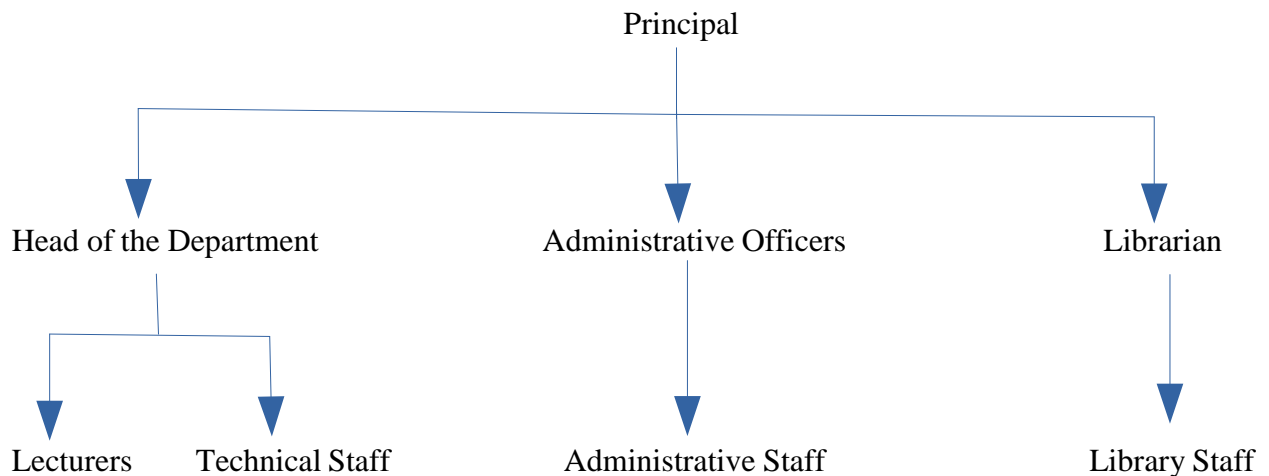 Principal
Head of the Department Administrative Officers Librarian
Lecturers Technical Staff Administrative Staff Library Staff